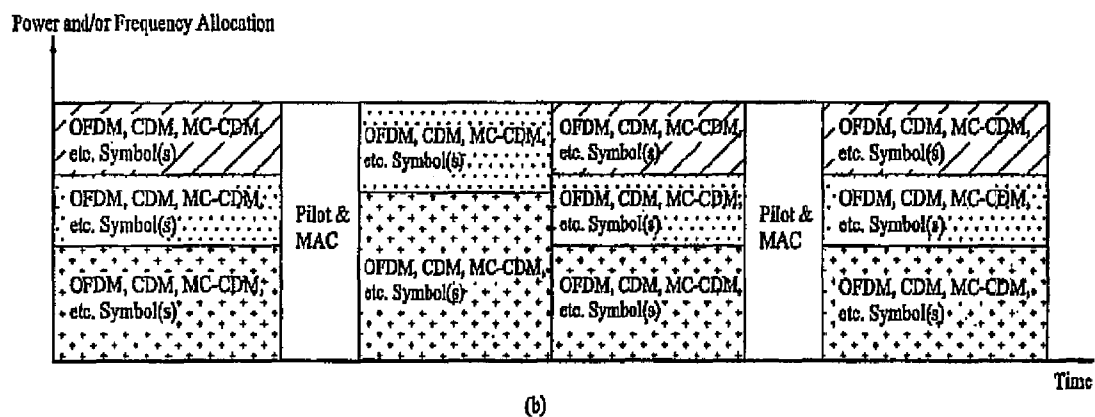 Power and/or Frequency Allocation
OFDM, CDM, MC-CDM,
etc. Symbol(s)
OFDM, CDM, MC-CDM,
etc. Symbol(s)
OFDM, CDM, MC-CDM,
etc. Symbol(s)
Pilot &
MAC
OFDM, CDM, MC-CDM,
etc. Symbol(s)
OFDM, CDM, MC-CDM,
etc. Symbol(s)
OFDM, CDM, MC-CDM,
etc. Symbol(s)
OFDM, CDM, MC-CDM,
etc. Symbol(s)
OFDM, CDM, MC-CDM,
etc. Symbol(s)
Pilot &
MAC
OFDM, CDM, MC-CDM,
etc. Symbol(s)
OFDM, CDM, MC-CDM,
etc. Symbol(s)
OFDM, CDM, MC-CDM,
etc. Symbol(s)
Time
(b)